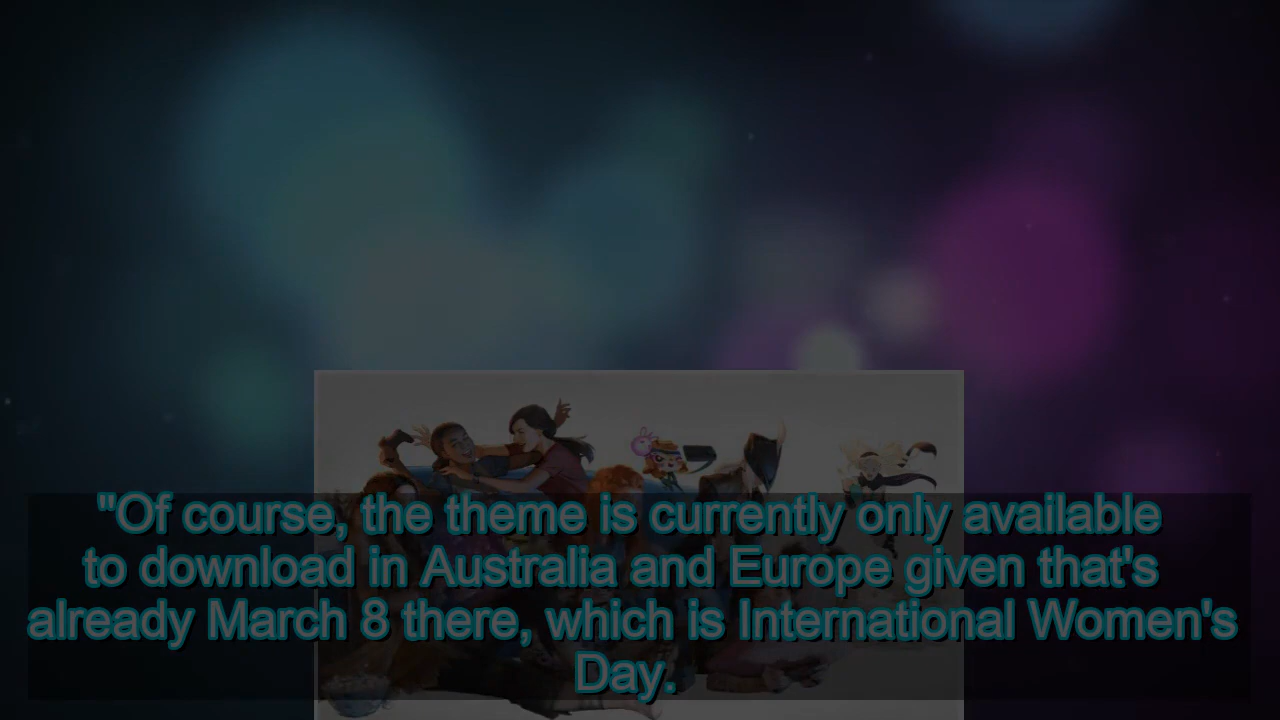 "Of course, the theme is currently only available
to download in Australia and Europe given that's
already March 8 there, which is International Women's
Day.